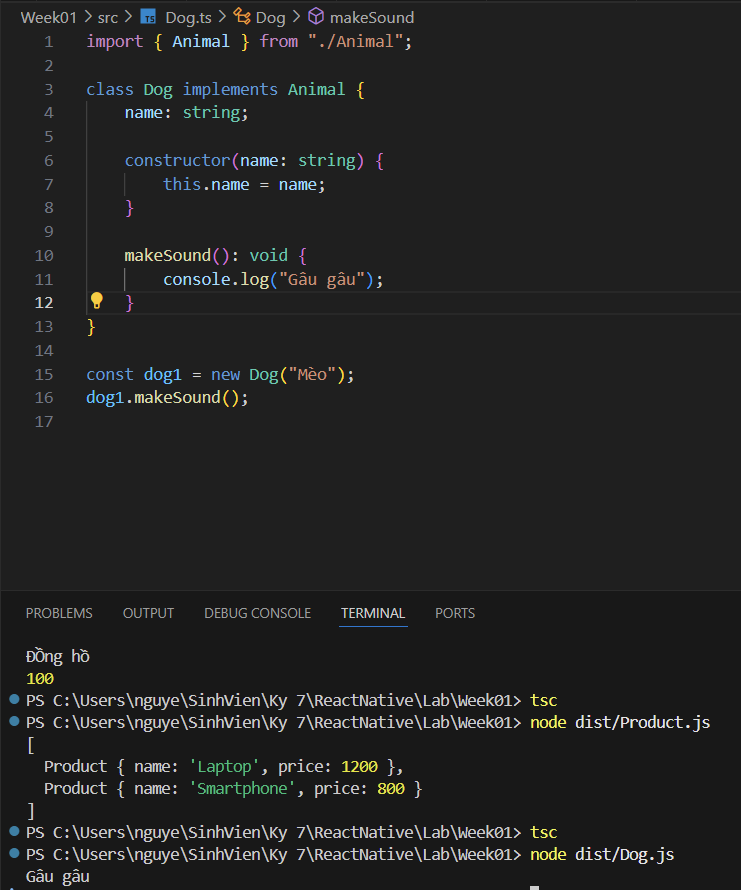 Week01 > src > TS Dog.ts > Dog > makeSound
1 import { Animal } from "./Animal";
2
3 class Dog implements Animal {
4     name: string;
5
6     constructor(name: string) {
7         this.name = name;
8     }
9
10     makeSound(): void {
11         console.log("Gâu gâu");
12     }
13 }
14
15 const dog1 = new Dog("Mèo");
16 dog1.makeSound();
17
PROBLEMS OUTPUT DEBUG CONSOLE TERMINAL PORTS
ĐỒng hồ
100
PS C:\Users\nguye\SinhVien\Ky 7\ReactNative\Lab\Week01> tsc
PS C:\Users\nguye\SinhVien\Ky 7\ReactNative\Lab\Week01> node dist/Product.js
[
  Product { name: 'Laptop', price: 1200 },
  Product { name: 'Smartphone', price: 800 }
]
PS C:\Users\nguye\SinhVien\Ky 7\ReactNative\Lab\Week01> tsc
PS C:\Users\nguye\SinhVien\Ky 7\ReactNative\Lab\Week01> node dist/Dog.js
Gâu gâu